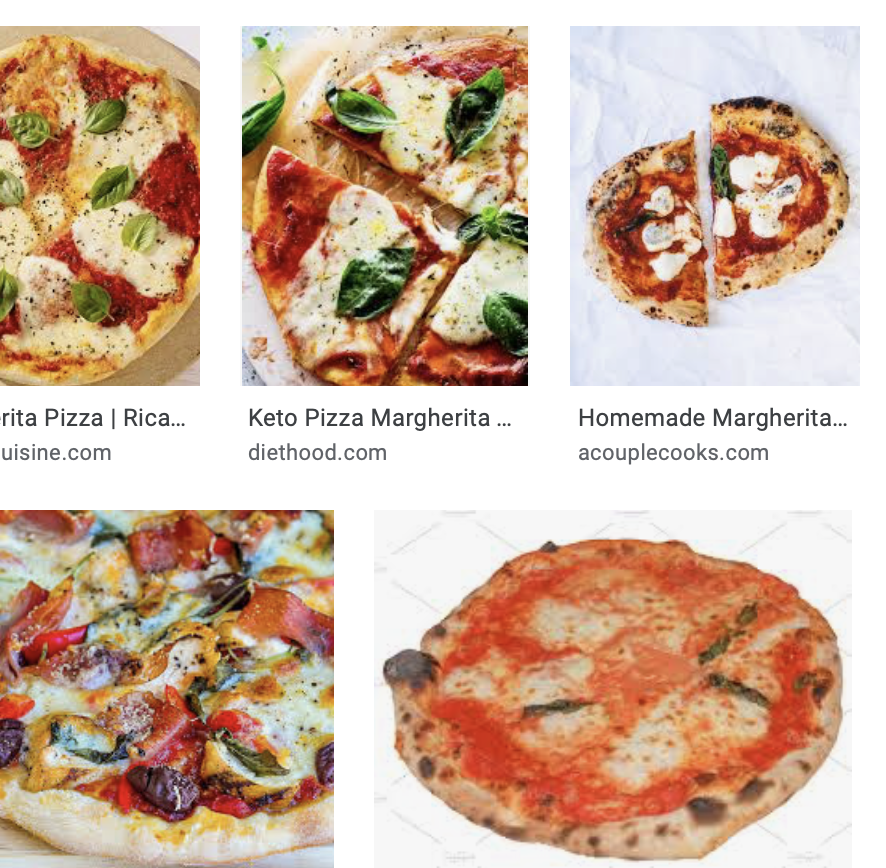 rita Pizza | Rica...
Keto Pizza Margherita ...
Homemade Margherita...
uisine.com
diethood.com
acouplecooks.com